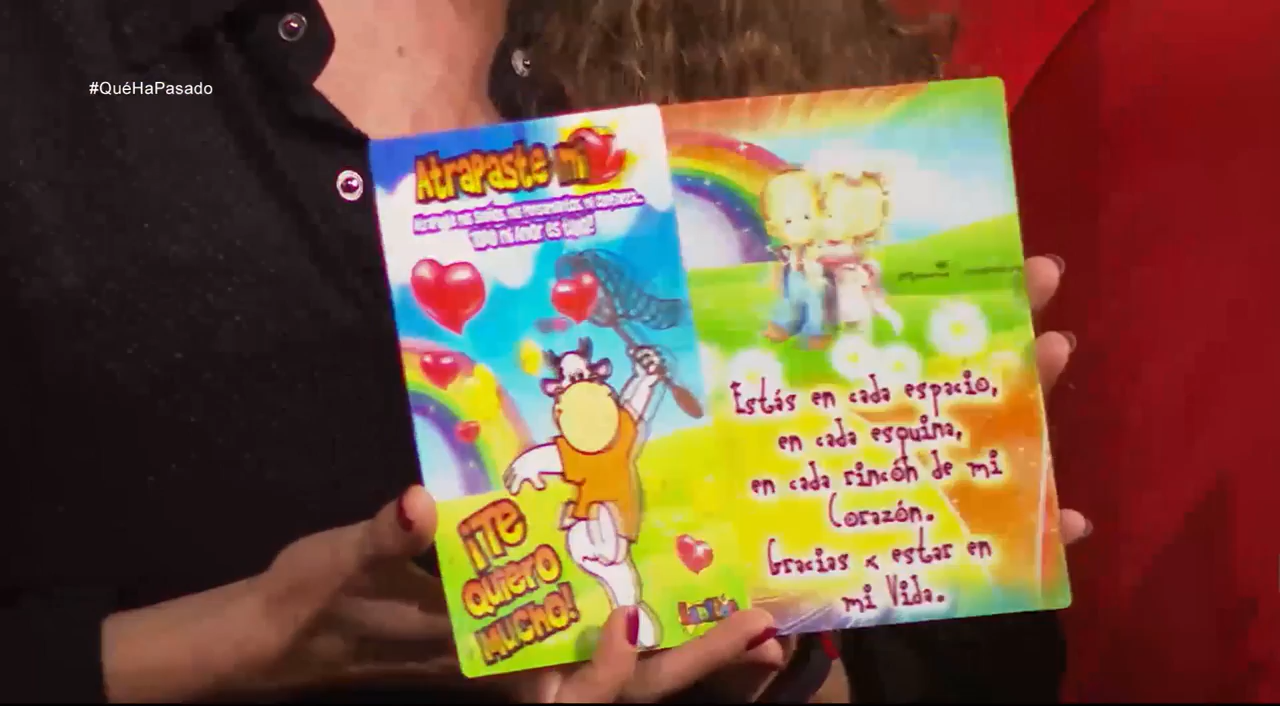 #QuéHaPasado
Atrapaste mi
Todo mi Amor es tuyo!
¡Te
quiero
mucho!
Estás en cada espacio,
en cada esquina,
en cada rincón de mi
Corazón.
Gracias x estar en
mi Vida.